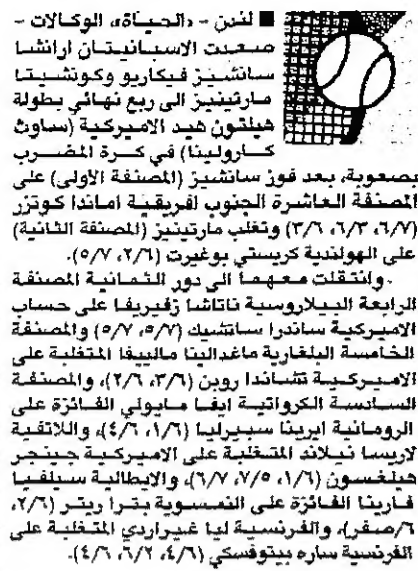 ■ لندن - «الحياة»، الوكالات -
صعدت الاسبانيتان ارانشا
سانشيز فيكاريو وكونتشيتا
مارتينيز الى ربع نهائي بطولة
هيلتون هيد الاميركية (ساوث
كارولينا) في كرة المضرب
بصعوبة، بعد فوز سانشيز (المصنفة الاولى) على
المصنفة العاشرة الجنوب افريقية اماندا كوتزر
(٦/٧، ٦/٣، ٣/٦) وتغلب مارتينيز (المصنفة الثانية)
على الهولندية كريستي بوغيرت (٢/٦، ٥/٧).
وانتقلت معهما الى دور الثمانية المصنفة
الرابعة البيلاروسية ناتاشا زفيريفا على حساب
الاميركية ساندرا ساتشيك (٥/٧، ٥/٧) والمصنفة
الخامسة البلغارية ماغدالينا مالييفا المتغلبة على
الاميركية تشاندا روبن (٣/٦، ٢/٦)، والمصنفة
السادسة الكرواتية ايفا مايولي الفائزة على
الرومانية ايرينا سبيرليا (١/٦، ٤/٦)، واللاتفية
لاريسا نيلاند المتغلبة على الاميركية جينجر
هيلغسون (١/٦، ٧/٥، ٦/٧)، والايطالية سيلفيا
فارينا الفائزة على النمسوية بترا ريتر (٢/٦،
٦/صفر)، والفرنسية ليا غيراردي المتغلبة على
الفرنسية ساره بيتوفسكي (٤/٦، ٦/٢، ٤/٦).